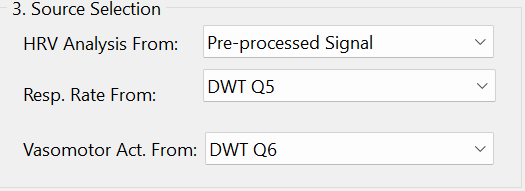 3. Source Selection
HRV Analysis From: Pre-processed Signal
Resp. Rate From: DWT Q5
Vasomotor Act. From: DWT Q6